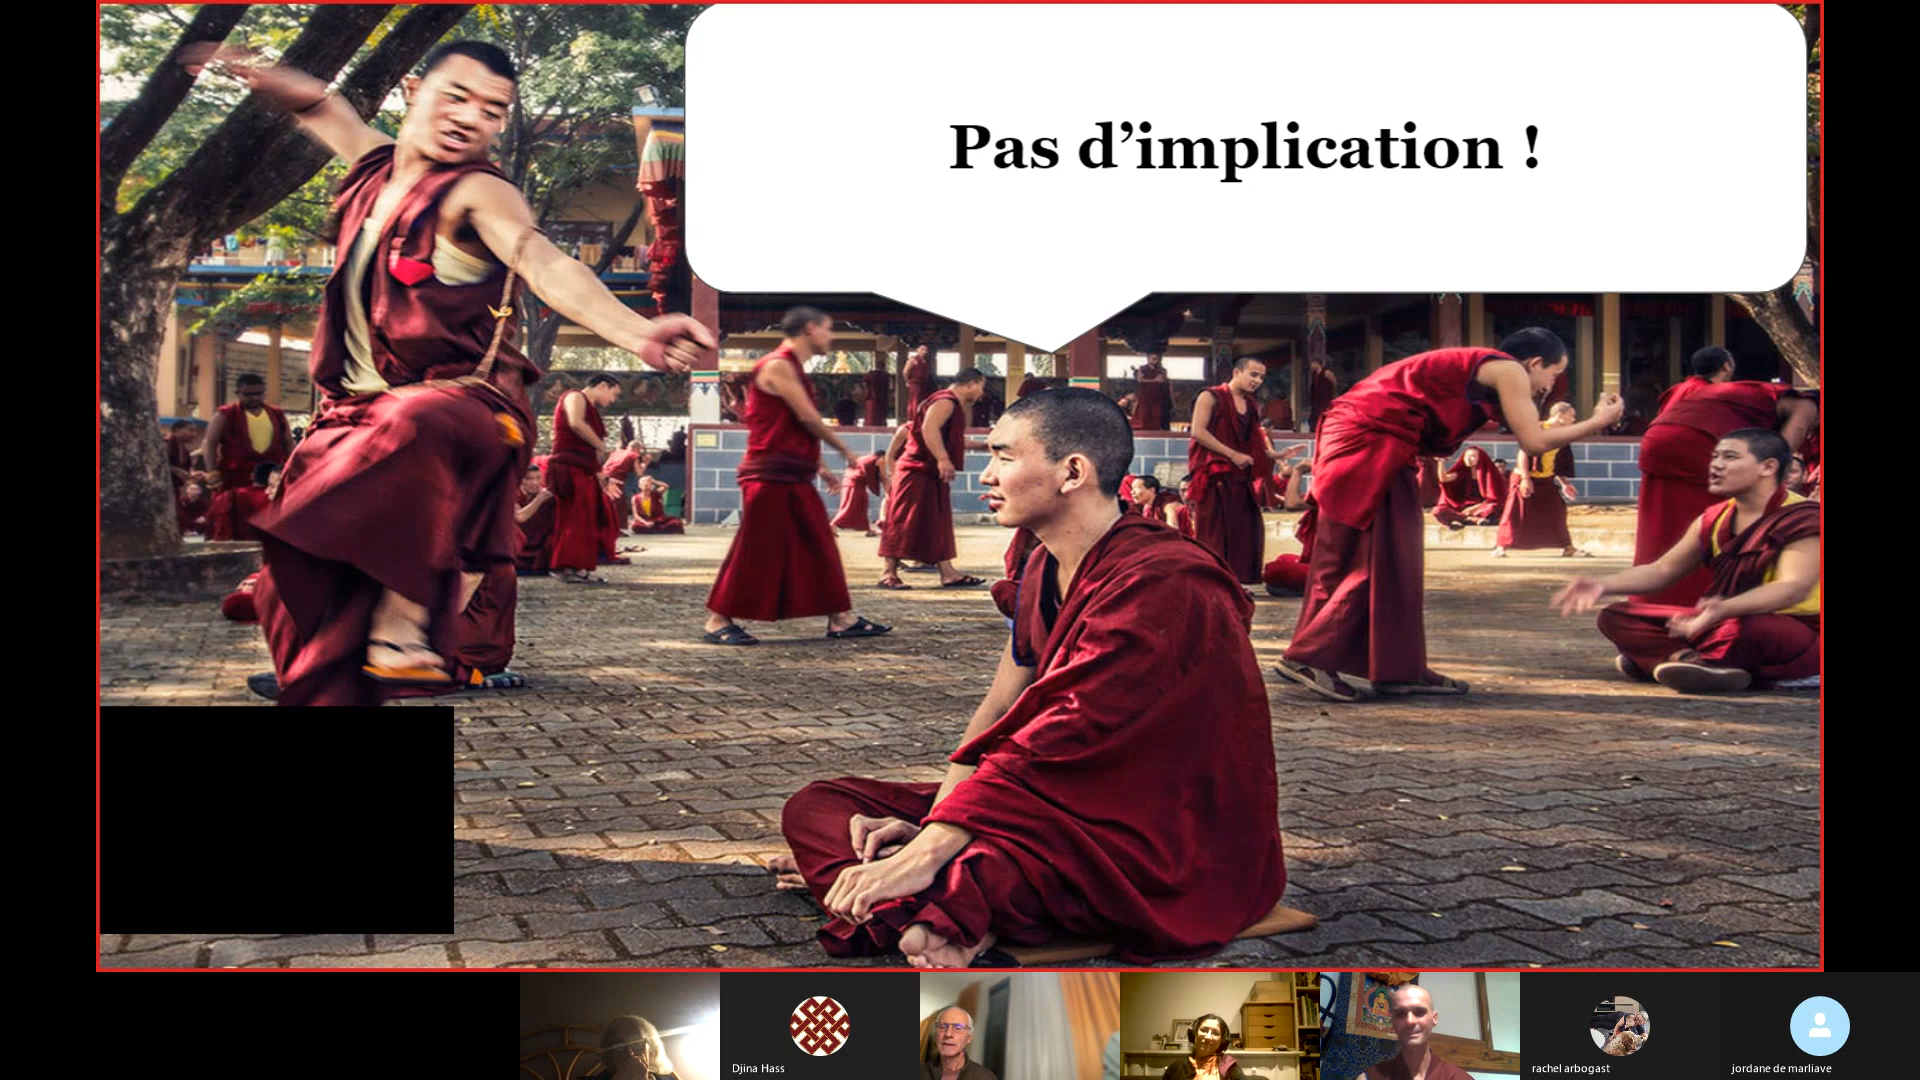 Pas d’implication !
Djina Hass
rachel arbogast
jordane de marliave